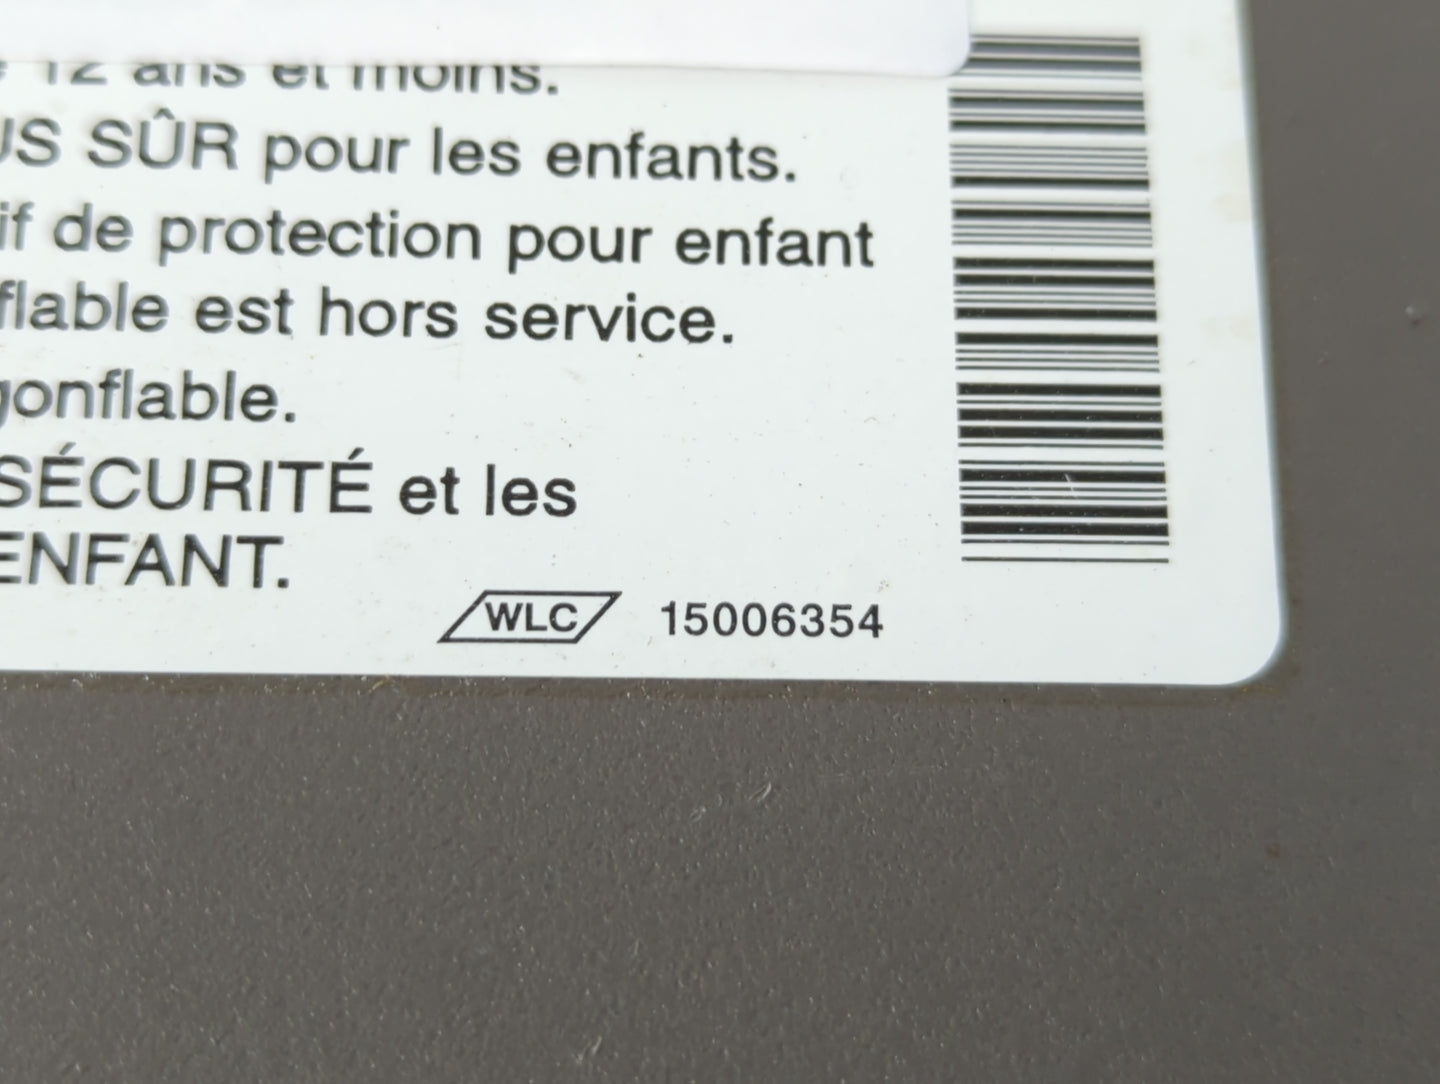 12 ans et moins.
US SÛR pour les enfants.
if de protection pour enfant
flable est hors service.
gonflable.
SÉCURITÉ et les
ENFANT.
WLC 15006354